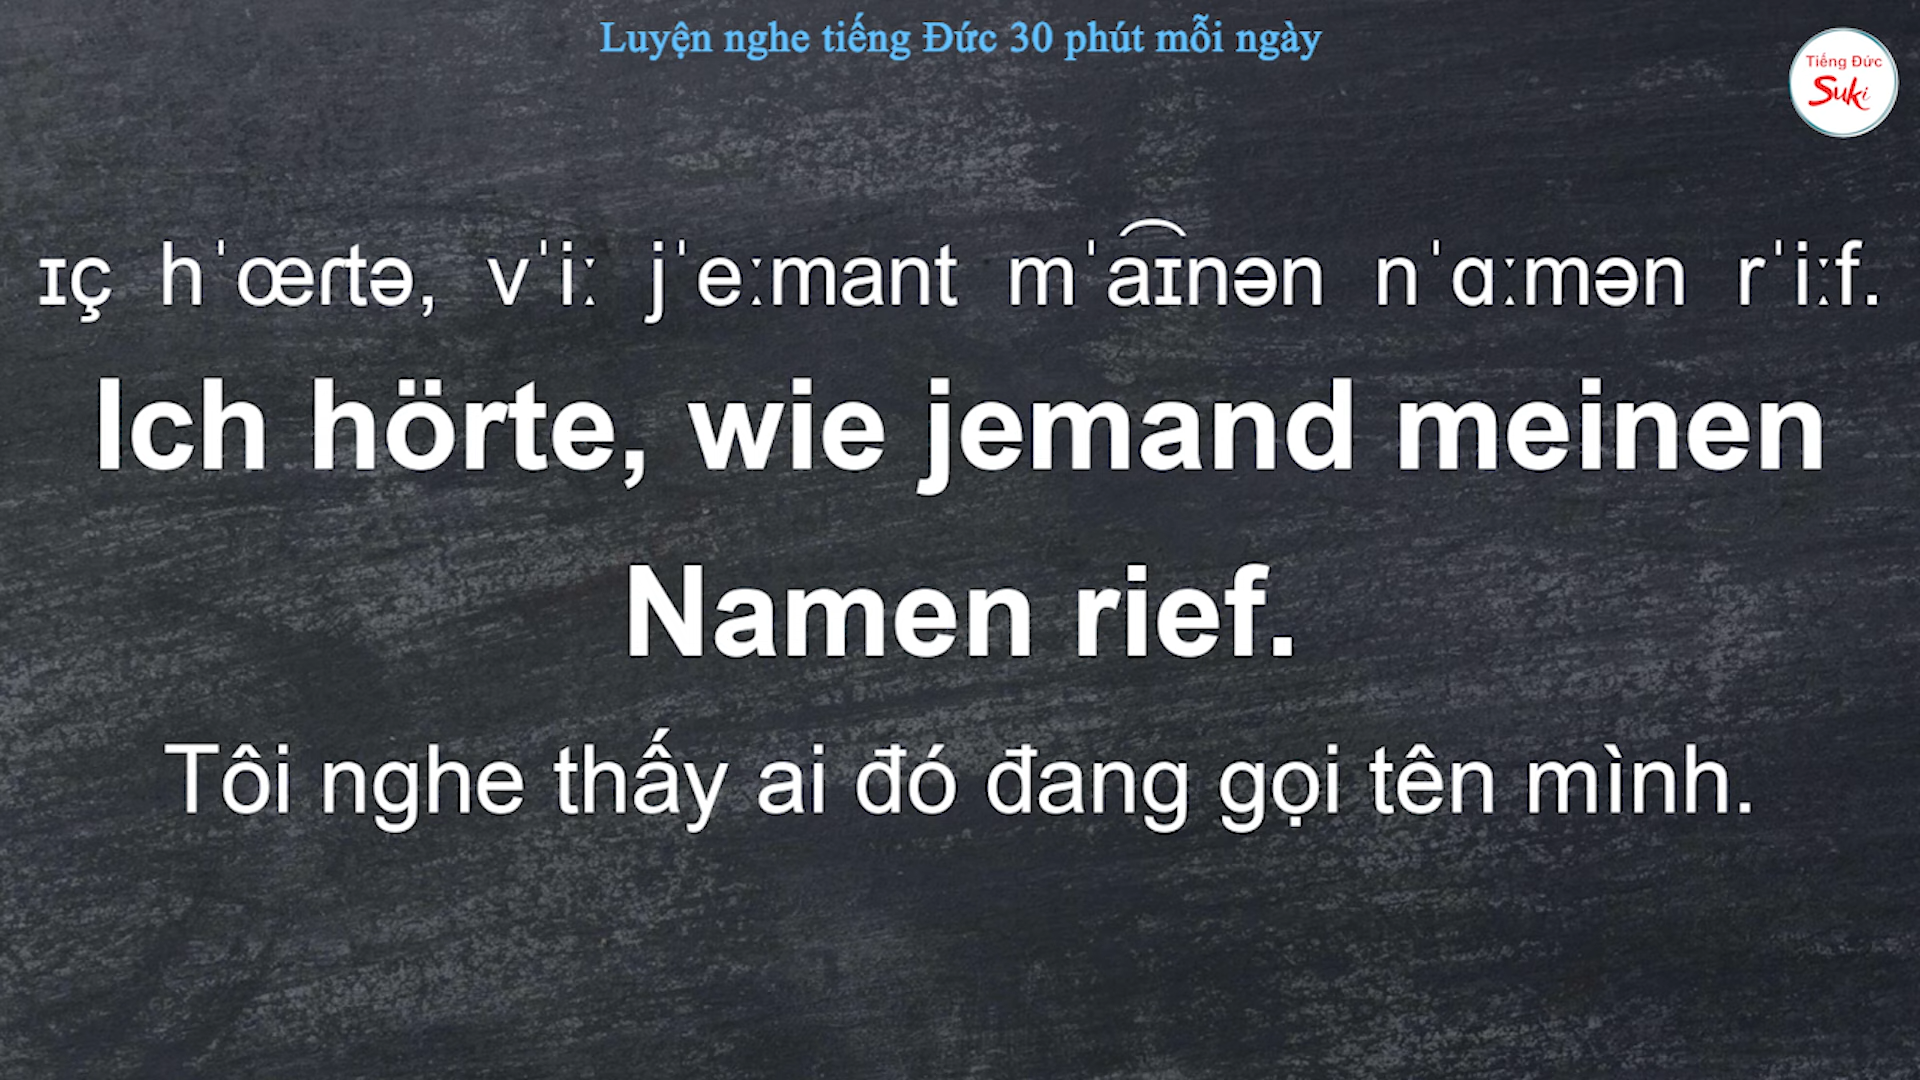 Luyện nghe tiếng Đức 30 phút mỗi ngày
Tiếng Đức
Suki
ɪç hˈœɾtə, vˈiː jˈeːmant mˈa͡ɪnən nˈɑːmən rˈiːf.
Ich hörte, wie jemand meinen
Namen rief.
Tôi nghe thấy ai đó đang gọi tên mình.